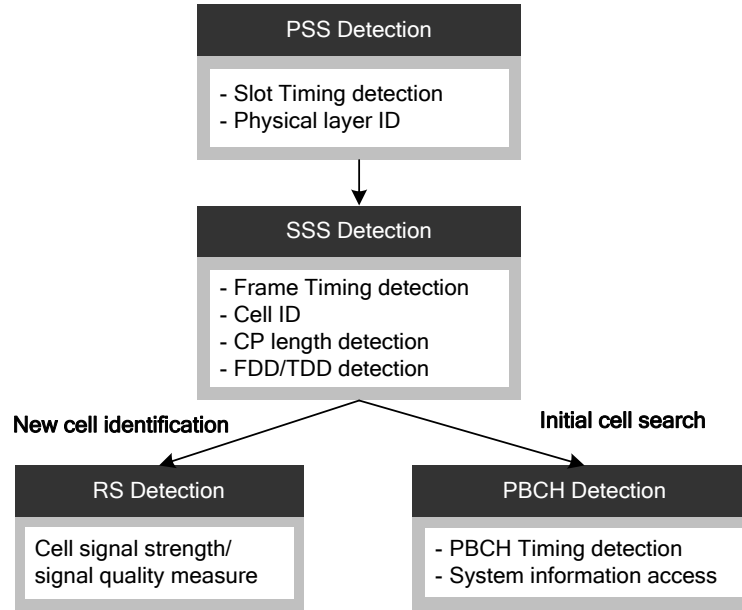 PSS Detection
- Slot Timing detection
- Physical layer ID
SSS Detection
- Frame Timing detection
- Cell ID
- CP length detection
- FDD/TDD detection
New cell identification
Initial cell search
RS Detection
Cell signal strength/
signal quality measure
PBCH Detection
- PBCH Timing detection
- System information access